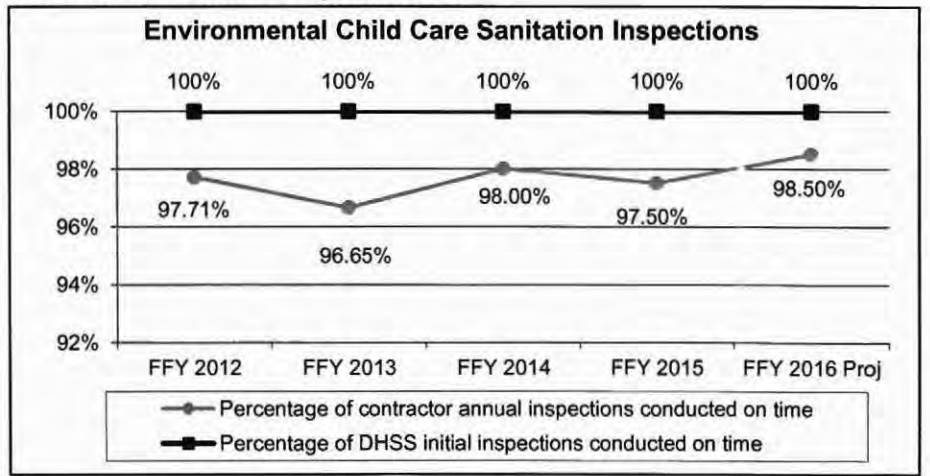 Environmental Child Care Sanitation Inspections
100% 100% 100% 100% 100%
100%
98%
97.71% 96.65% 98.00% 97.50% 98.50%
96%
94%
92%
FFY 2012 FFY 2013 FFY 2014 FFY 2015 FFY 2016 Proj
Percentage of contractor annual inspections conducted on time
Percentage of DHSS initial inspections conducted on time